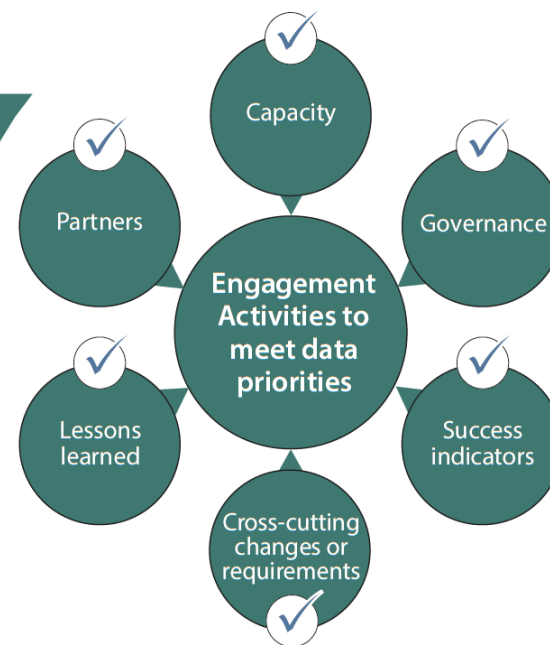 Capacity
Partners
Governance
Engagement
Activities to
meet data
priorities
Lessons
learned
Success
indicators
Cross-cutting
changes or
requirements